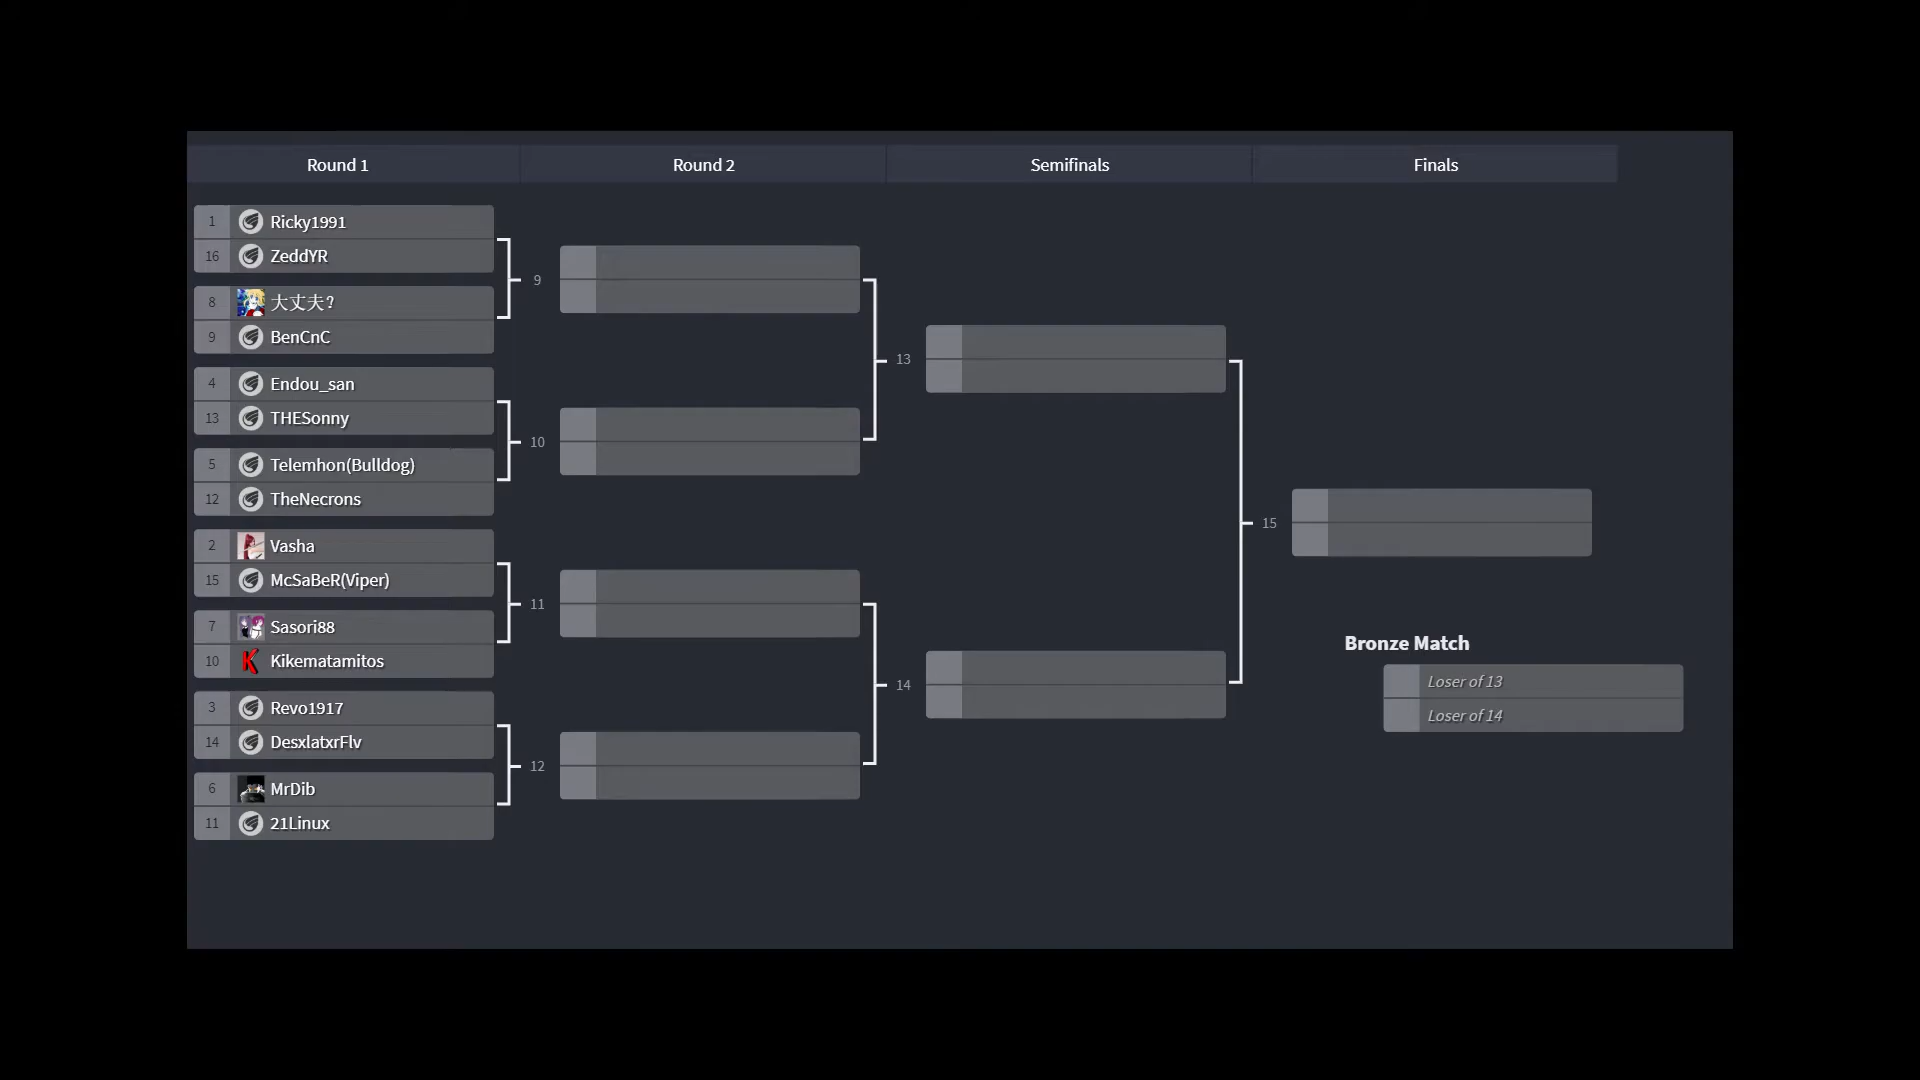 Round 1
Round 2
Semifinals
Finals
1 Ricky1991
16 ZeddYR
8 大丈夫?
9 BenCnC
4 Endou_san
13 THESonny
5 Telemhon(Bulldog)
12 TheNecrons
2 Vasha
15 McSaBeR(Viper)
7 Sasori88
10 K Kikematamitos
3 Revo1917
14 DesxlatxrFlv
6 MrDib
11 21Linux
9
10
11
12
13
14
15
Bronze Match
Loser of 13
Loser of 14